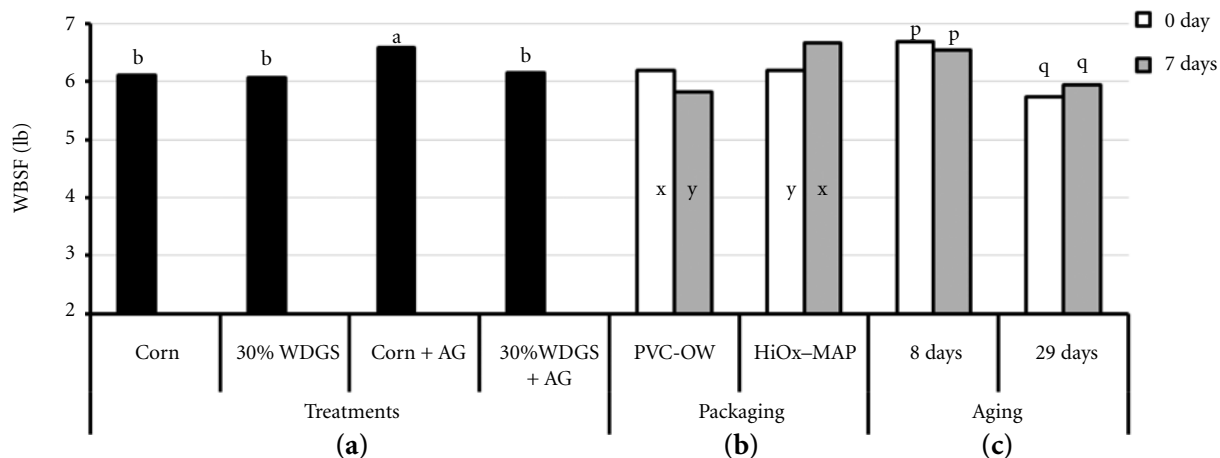 7
6
5
4
3
2
WBSF (lb)
b
b
a
b
x
y
y
x
p
p
q
q
0 day
7 days
Corn
30% WDGS
Corn + AG
30%WDGS
+ AG
PVC-OW
HiOx–MAP
8 days
29 days
Treatments
Packaging
Aging
(a)
(b)
(c)